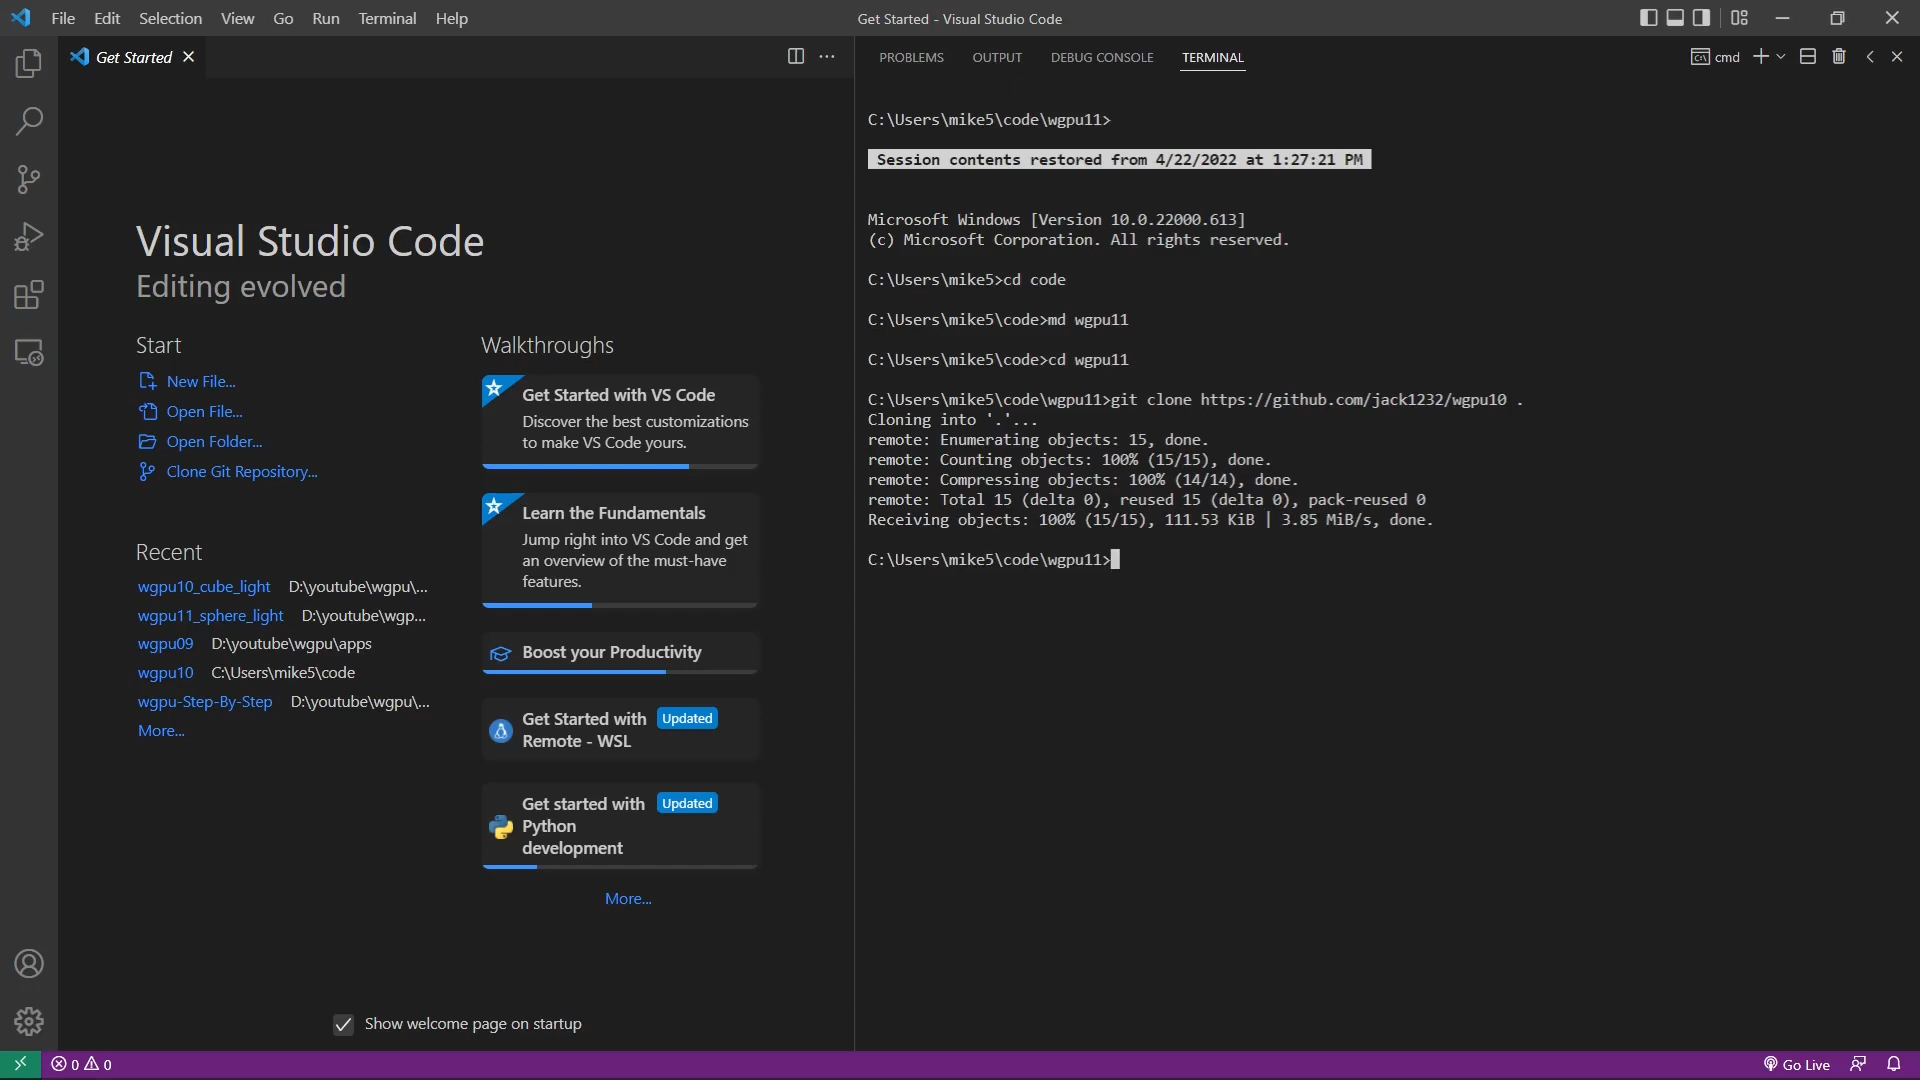 File Edit Selection View Go Run Terminal Help
Get Started - Visual Studio Code
Get Started
PROBLEMS OUTPUT DEBUG CONSOLE TERMINAL
cmd
Visual Studio Code
Editing evolved
Start
New File...
Open File...
Open Folder...
Clone Git Repository...
Recent
wgpu10_cube_light D:\youtube\wgpu\...
wgpu11_sphere_light D:\youtube\wgp...
wgpu09 D:\youtube\wgpu\apps
wgpu10 C:\Users\mike5\code
wgpu-Step-By-Step D:\youtube\wgpu\...
More...
Walkthroughs
Get Started with VS Code
Discover the best customizations
to make VS Code yours.
Learn the Fundamentals
Jump right into VS Code and get
an overview of the must-have
features.
Boost your Productivity
Get Started with Updated
Remote - WSL
Get started with Updated
Python
development
More...
Show welcome page on startup
C:\Users\mike5\code\wgpu11>
Session contents restored from 4/22/2022 at 1:27:21 PM
Microsoft Windows [Version 10.0.22000.613]
(c) Microsoft Corporation. All rights reserved.
C:\Users\mike5>cd code
C:\Users\mike5\code>md wgpu11
C:\Users\mike5\code>cd wgpu11
C:\Users\mike5\code\wgpu11>git clone https://github.com/jack1232/wgpu10 .
Cloning into '.'...
remote: Enumerating objects: 15, done.
remote: Counting objects: 100% (15/15), done.
remote: Compressing objects: 100% (14/14), done.
remote: Total 15 (delta 0), reused 15 (delta 0), pack-reused 0
Receiving objects: 100% (15/15), 111.53 KiB | 3.85 MiB/s, done.
C:\Users\mike5\code\wgpu11>
0 0
Go Live